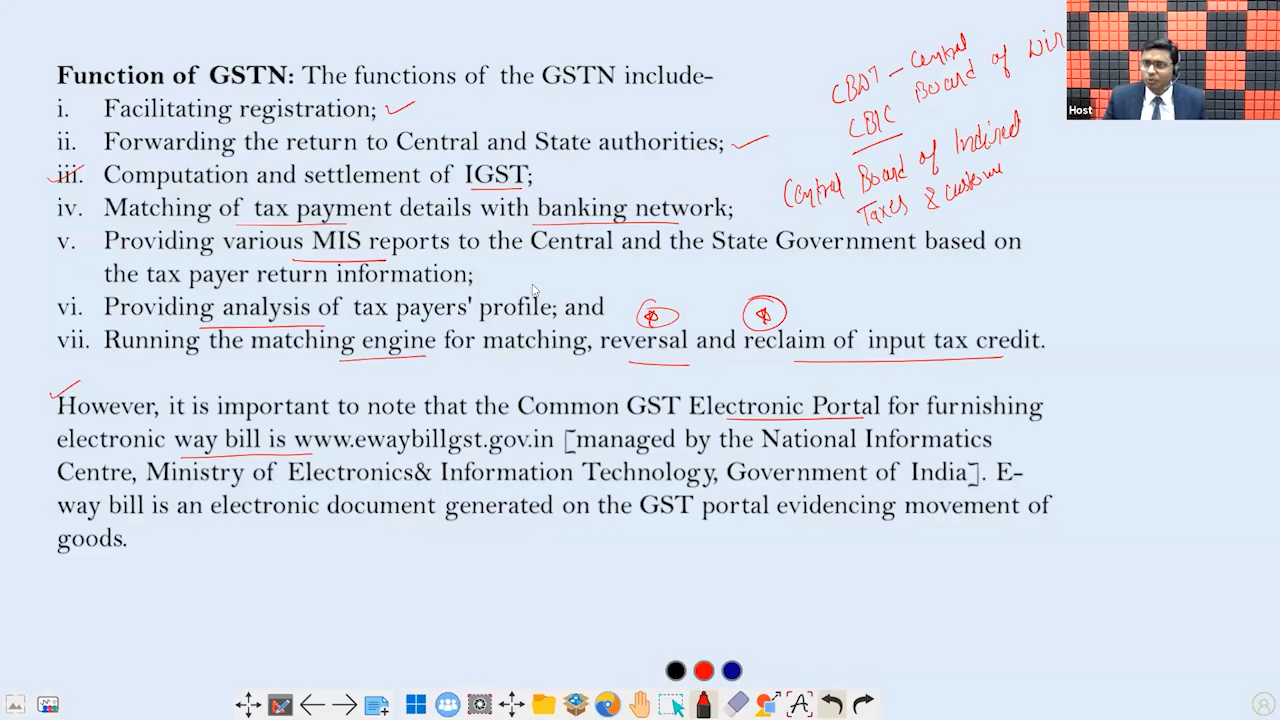 Function of GSTN: The functions of the GSTN include-
i. Facilitating registration;
ii. Forwarding the return to Central and State authorities;
iii. Computation and settlement of IGST;
iv. Matching of tax payment details with banking network;
v. Providing various MIS reports to the Central and the State Government based on
the tax payer return information;
vi. Providing analysis of tax payers' profile; and
vii. Running the matching engine for matching, reversal and reclaim of input tax credit.
However, it is important to note that the Common GST Electronic Portal for furnishing
electronic way bill is www.ewaybillgst.gov.in [managed by the National Informatics
Centre, Ministry of Electronics& Information Technology, Government of India]. E-
way bill is an electronic document generated on the GST portal evidencing movement of
goods.
CBDT - Central
Board of Dir
CBIC
Central Board of Indirect
Taxes & custome
Host